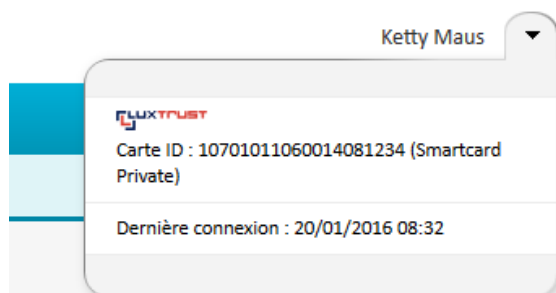 Ketty Maus
LUXTRUST
Carte ID : 10701011060014081234 (Smartcard
Private)
Dernière connexion : 20/01/2016 08:32